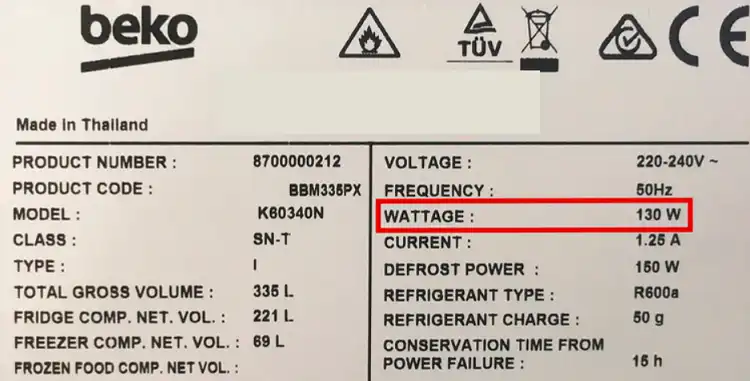 beko
TÜV
CE
Made in Thailand
PRODUCT NUMBER : 8700000212
PRODUCT CODE : BBM335PX
MODEL : K60340N
CLASS : SN-T
TYPE : I
TOTAL GROSS VOLUME : 335 L
FRIDGE COMP. NET. VOL. : 221 L
FREEZER COMP. NET. VOL. : 69 L
FROZEN FOOD COMP. NET VOL. :
VOLTAGE : 220-240V ~
FREQUENCY : 50Hz
WATTAGE : 130 W
CURRENT : 1.25 A
DEFROST POWER : 150 W
REFRIGERANT TYPE : R600a
REFRIGERANT CHARGE : 50 g
CONSERVATION TIME FROM
POWER FAILURE : 15 h